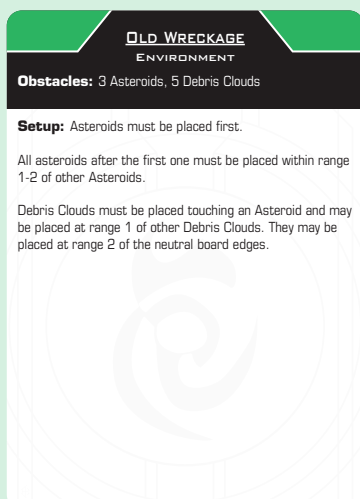 Old Wreckage
Environment
Obstacles: 3 Asteroids, 5 Debris Clouds
Setup: Asteroids must be placed first.
All asteroids after the first one must be placed within range
1-2 of other Asteroids.
Debris Clouds must be placed touching an Asteroid and may
be placed at range 1 of other Debris Clouds. They may be
placed at range 2 of the neutral board edges.